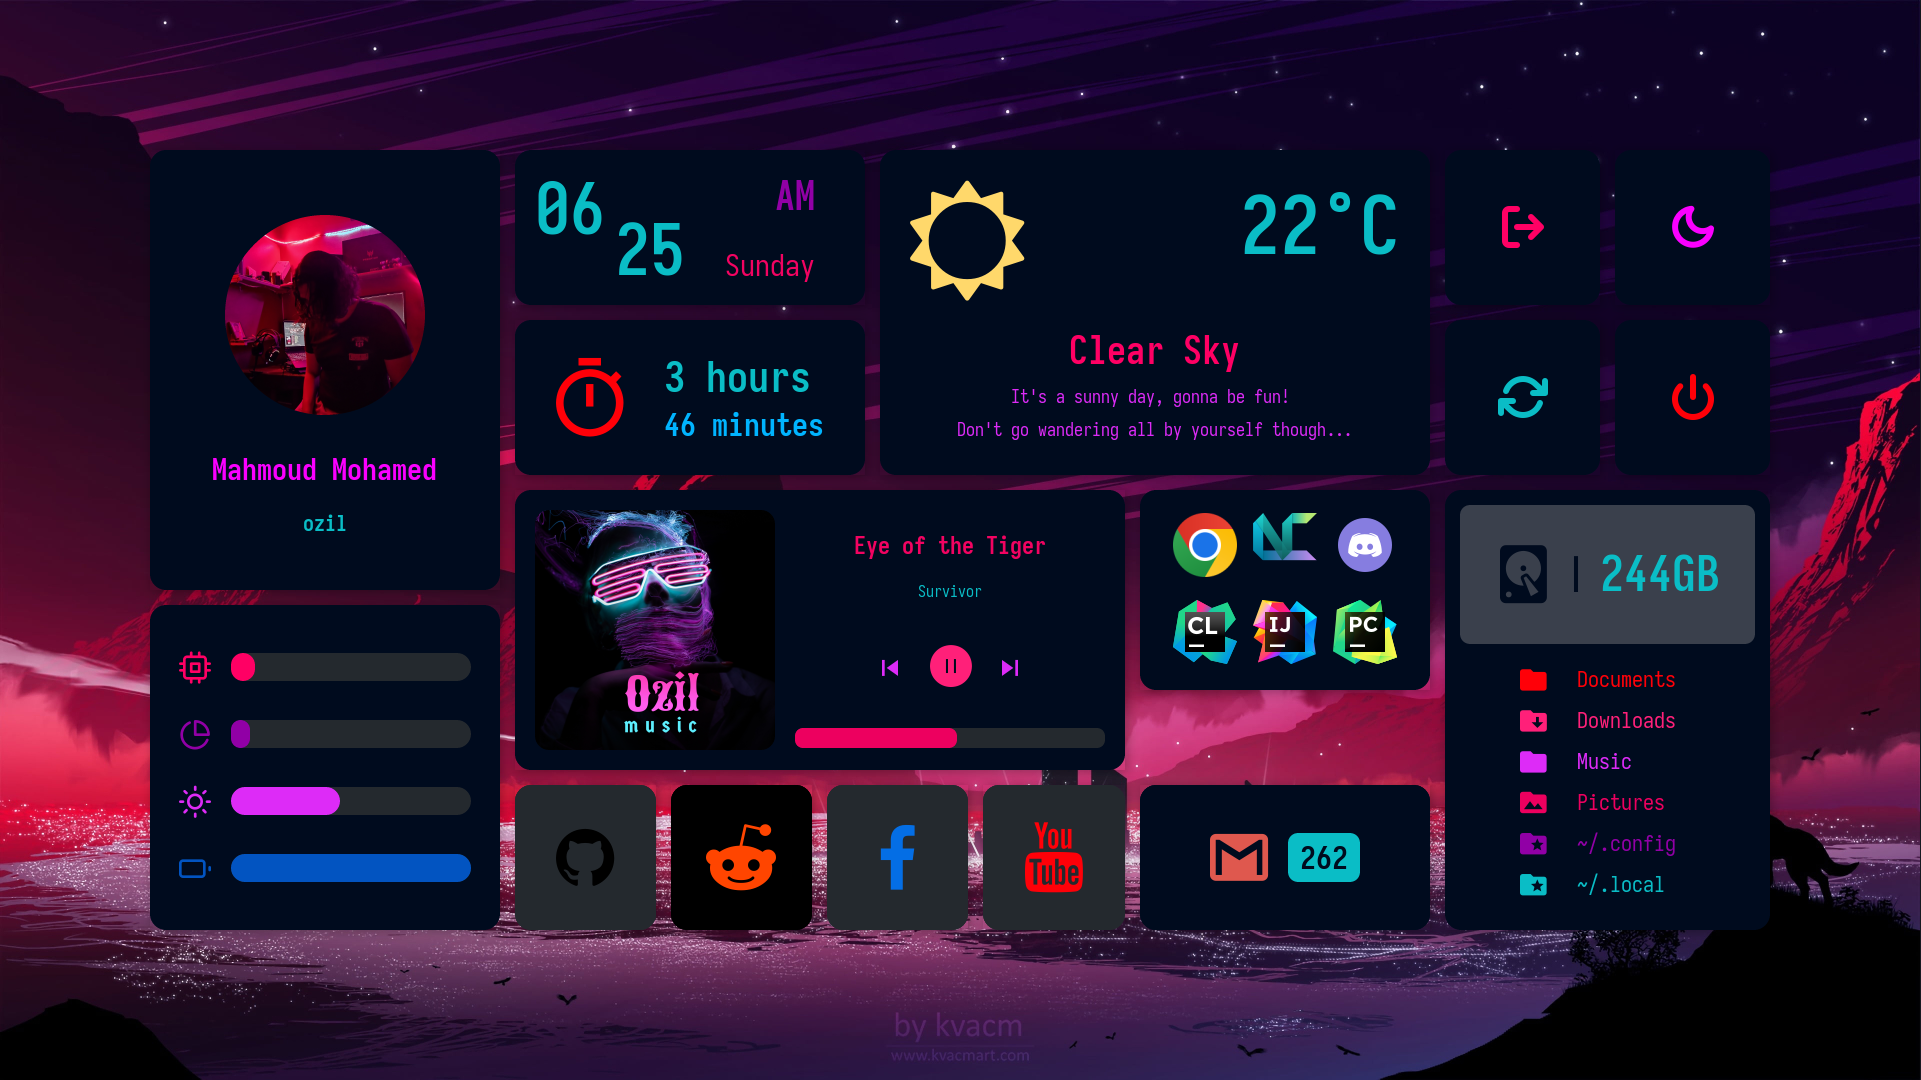 Mahmoud Mohamed
ozil
06
25
AM
Sunday
3 hours
46 minutes
22°C
Clear Sky
It's a sunny day, gonna be fun!
Don't go wandering all by yourself though...
Ozil
music
Eye of the Tiger
Survivor
CL
IJ
PC
244GB
Documents
Downloads
Music
Pictures
~/.config
~/.local
You
Tube
262
by kvacm
www.kvacmart.com